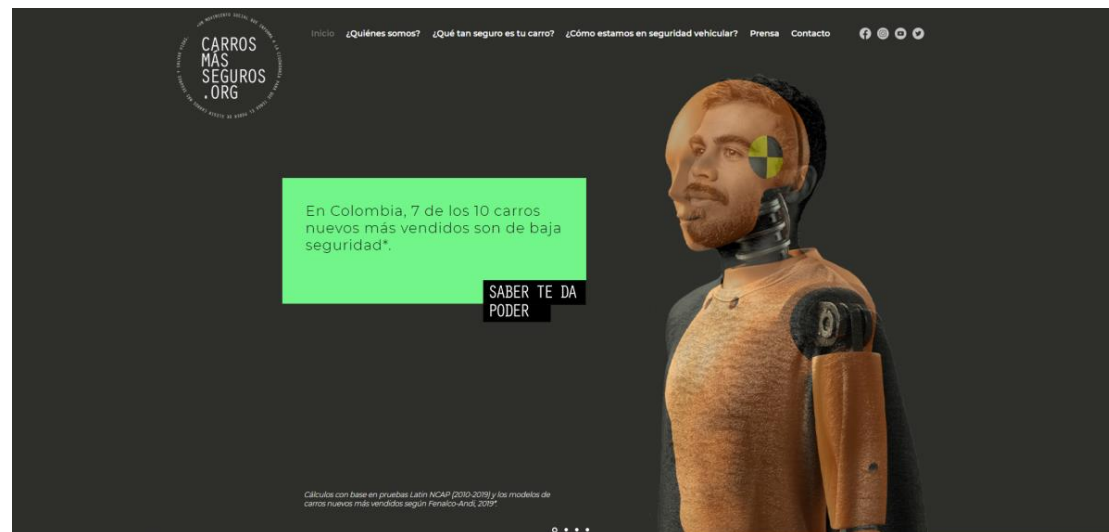 CARROS
MÁS
SEGUROS
.ORG
Inicio ¿Quiénes somos? ¿Qué tan seguro es tu carro? ¿Cómo estamos en seguridad vehicular? Prensa Contacto
En Colombia, 7 de los 10 carros
nuevos más vendidos son de baja
seguridad*.
SABER TE DA
PODER
Cálculos con base en pruebas Latin NCAP (2010-2019) y los modelos de
carros nuevos más vendidos según Fenalco-Andi, 2019*.